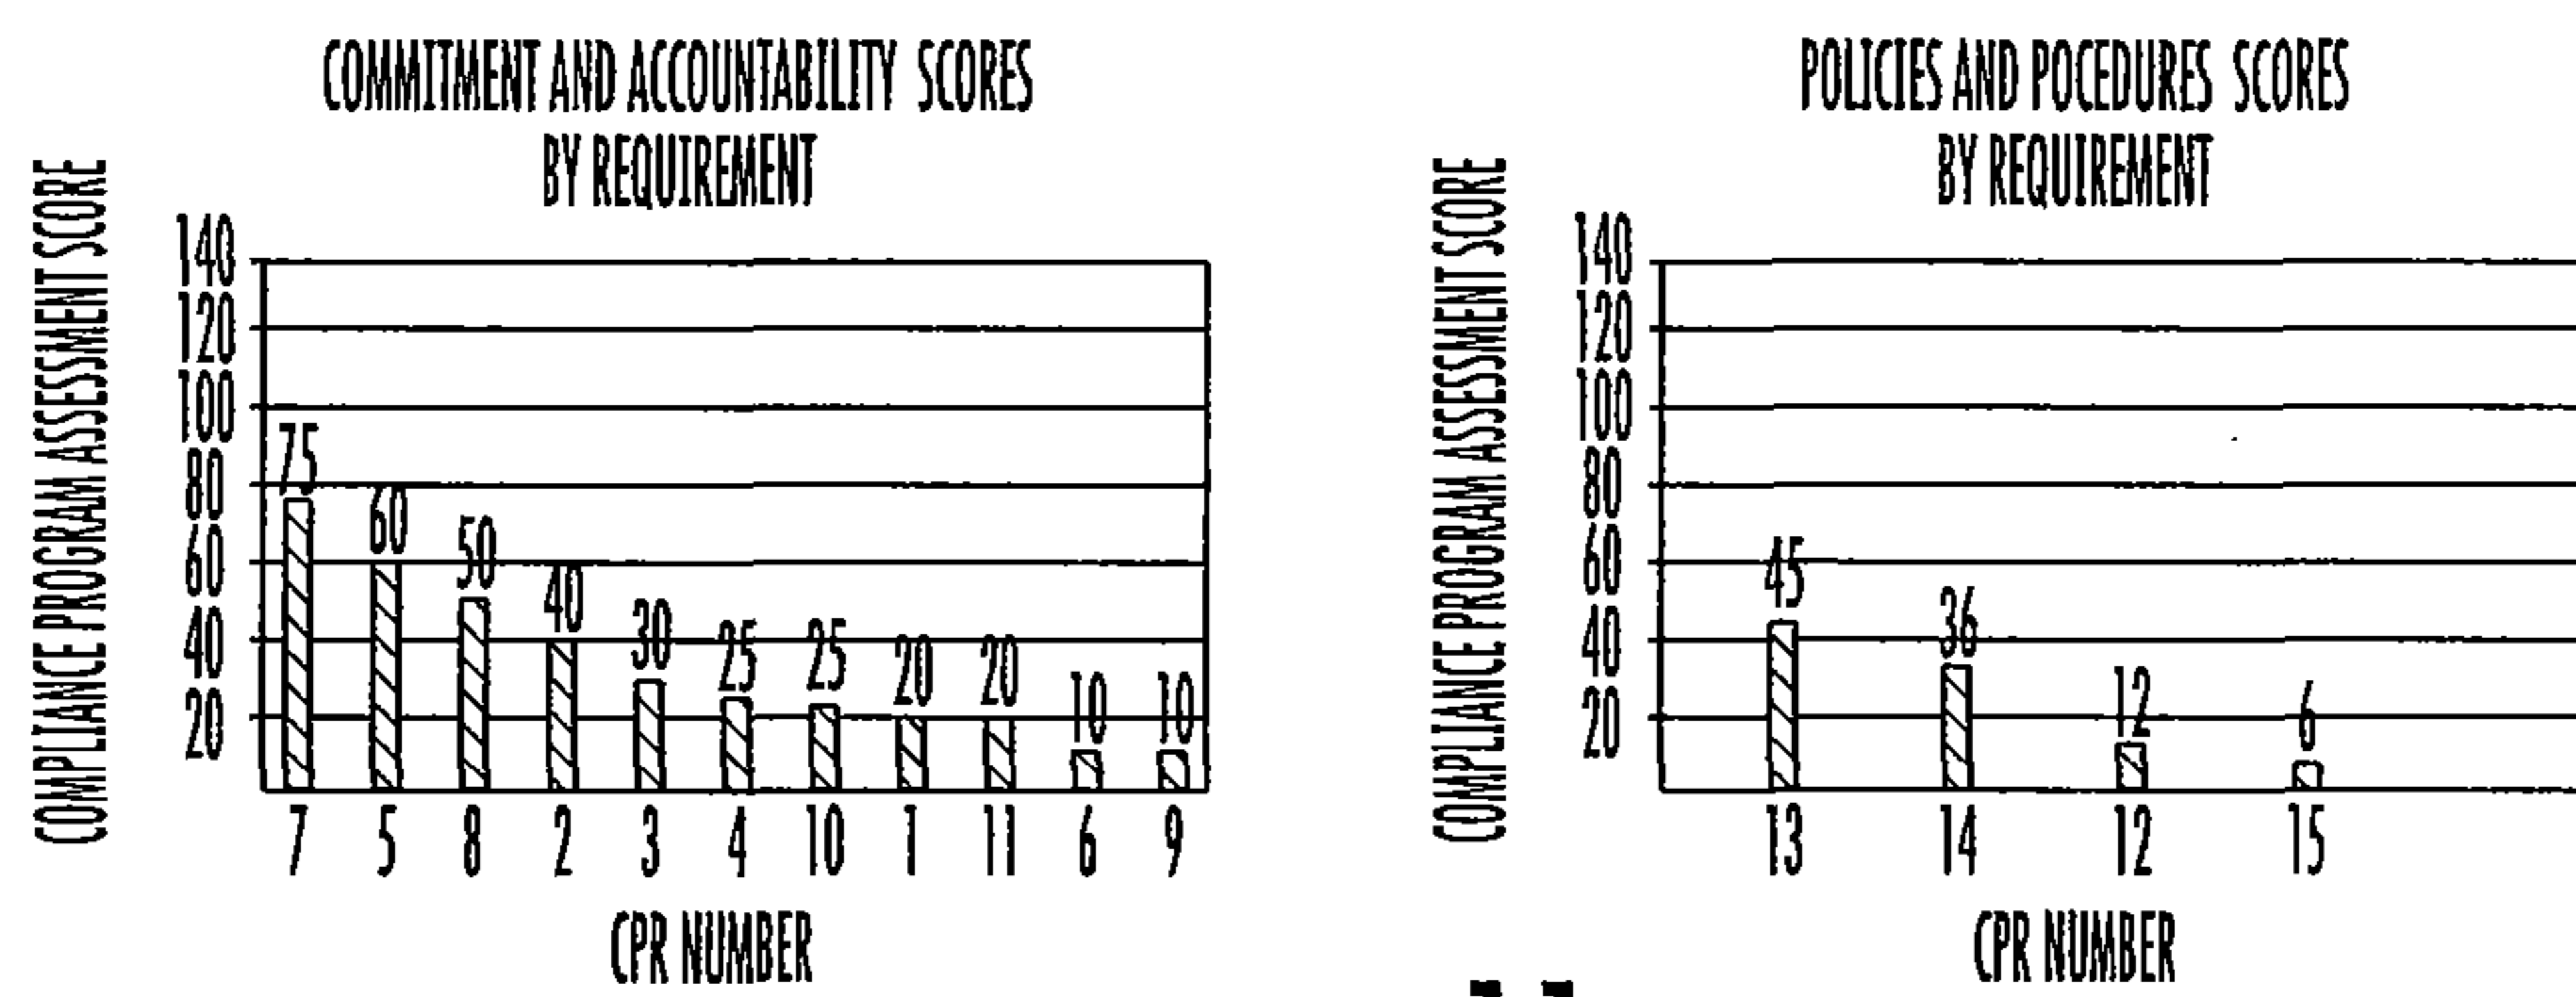 COMMITMENT AND ACCOUNTABILITY SCORES
BY REQUIREMENT
COMPLIANCE PROGRAM ASSESSMENT SCORE
140
120
100
80
60
40
20
75
60
50
40
30
25
25
20
20
10
10
7 5 8 2 3 4 10 1 11 6 9
CPR NUMBER
POLICIES AND POCEDURES SCORES
BY REQUIREMENT
COMPLIANCE PROGRAM ASSESSMENT SCORE
140
120
100
80
60
40
20
45
36
12
6
13 14 12 15
CPR NUMBER